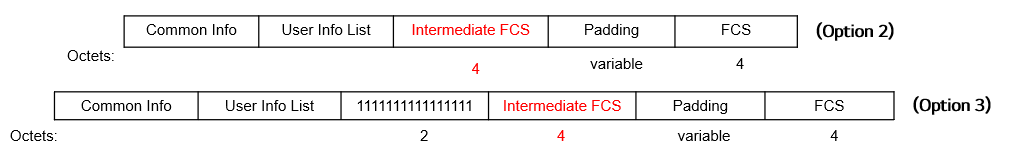 Common Info User Info List Intermediate FCS Padding FCS (Option 2)
Octets: 4 variable 4
Common Info User Info List 1111111111111111 Intermediate FCS Padding FCS (Option 3)
Octets: 2 4 variable 4